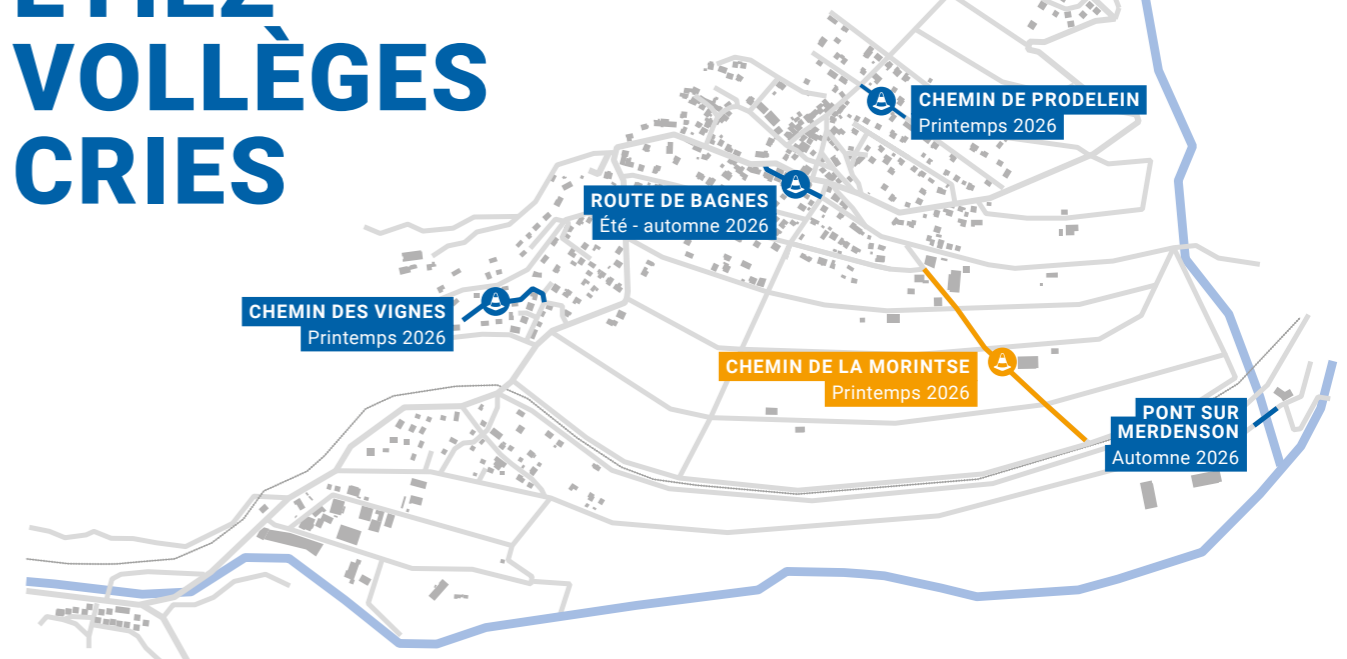 ETIEZ
VOLLÈGES
CRIES
CHEMIN DE PRODELEIN
Printemps 2026
ROUTE DE BAGNES
Été - automne 2026
CHEMIN DES VIGNES
Printemps 2026
CHEMIN DE LA MORINTSE
Printemps 2026
PONT SUR
MERDENSON
Automne 2026